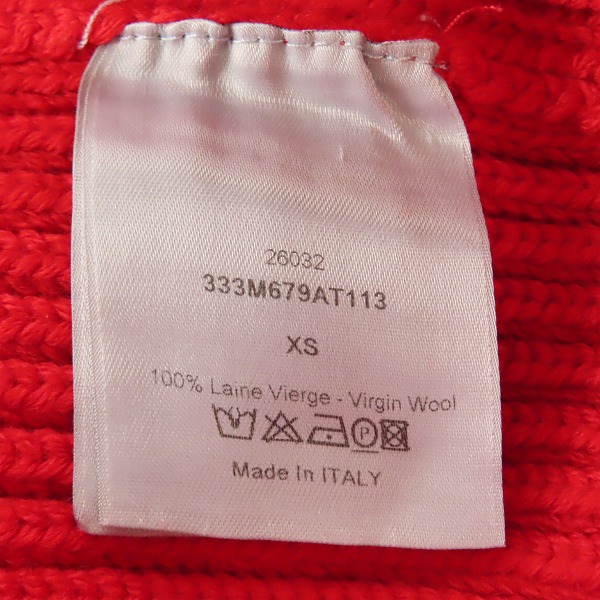 26032
333M679AT113
XS
100% Laine Vierge - Virgin Wool
P
Made In ITALY